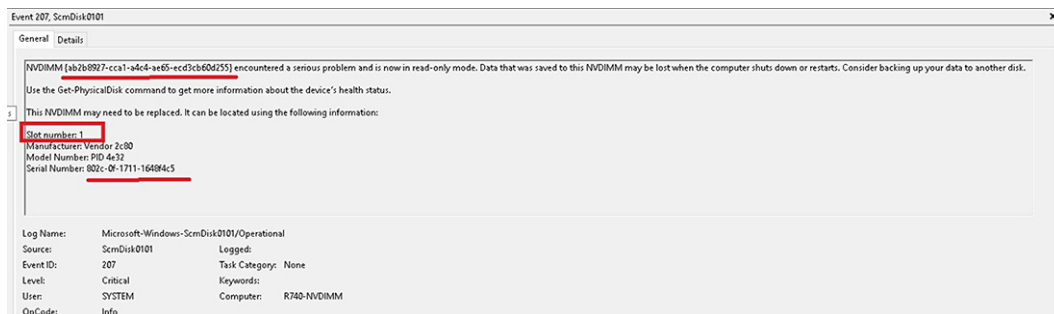 Event 207, ScmDisk0101
General Details
NVDIMM {ab2b8927-cca1-a4c4-ae65-ecd3cb60d255} encountered a serious problem and is now in read-only mode. Data that was saved to this NVDIMM may be lost when the computer shuts down or restarts. Consider backing up your data to another disk.
Use the Get-PhysicalDisk command to get more information about the device's health status.
This NVDIMM may need to be replaced. It can be located using the following information:
Slot number: 1
Manufacturer: Vendor 2c80
Model Number: PID 4e32
Serial Number: 802c-0f-1711-1648f4c5
Log Name: Microsoft-Windows-ScmDisk0101/Operational
Source: ScmDisk0101 Logged:
Event ID: 207 Task Category: None
Level: Critical Keywords:
User: SYSTEM Computer: R740-NVDIMM
OpCode: Info